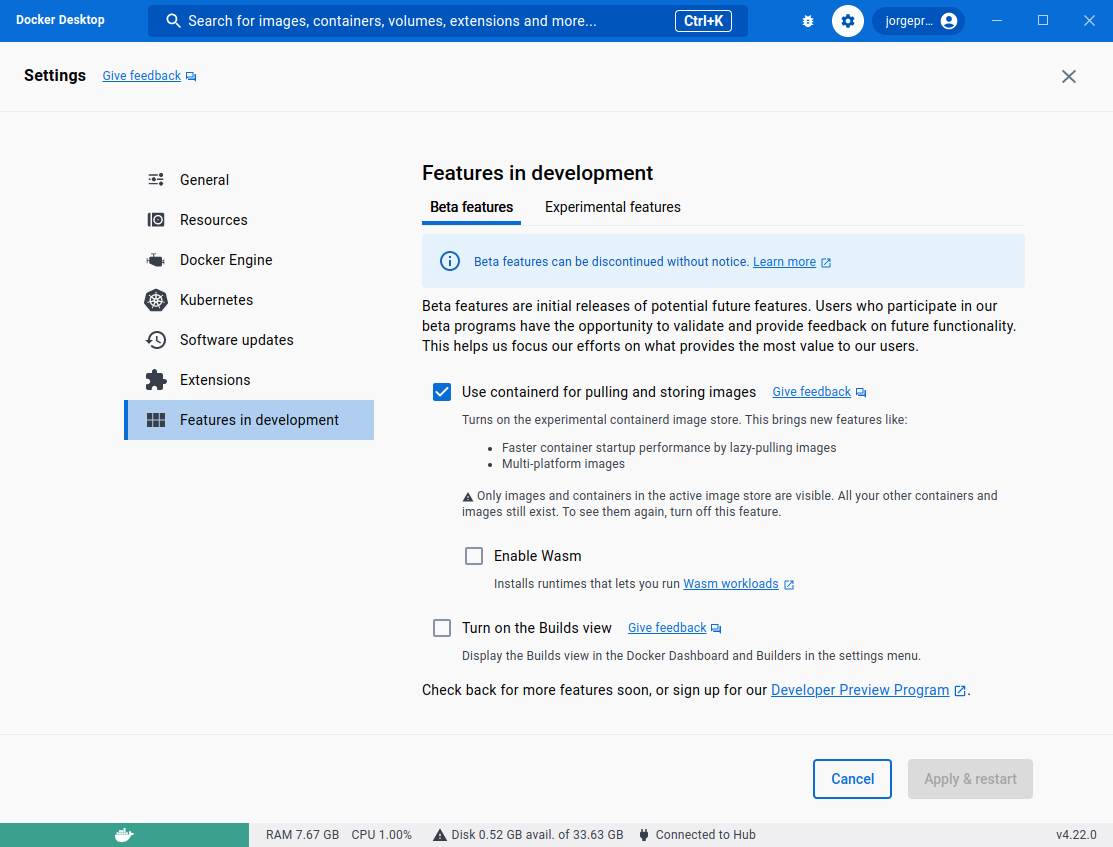 Docker Desktop
Search for images, containers, volumes, extensions and more...
Ctrl+K
jorgepr...
Settings
Give feedback
General
Resources
Docker Engine
Kubernetes
Software updates
Extensions
Features in development
Features in development
Beta features
Experimental features
Beta features can be discontinued without notice. Learn more
Beta features are initial releases of potential future features. Users who participate in our
beta programs have the opportunity to validate and provide feedback on future functionality.
This helps us focus our efforts on what provides the most value to our users.
Use containerd for pulling and storing images Give feedback
Turns on the experimental containerd image store. This brings new features like:
• Faster container startup performance by lazy-pulling images
• Multi-platform images
Only images and containers in the active image store are visible. All your other containers and
images still exist. To see them again, turn off this feature.
Enable Wasm
Installs runtimes that lets you run Wasm workloads
Turn on the Builds view Give feedback
Display the Builds view in the Docker Dashboard and Builders in the settings menu.
Check back for more features soon, or sign up for our Developer Preview Program.
Cancel
Apply & restart
RAM 7.67 GB CPU 1.00% Disk 0.52 GB avail. of 33.63 GB Connected to Hub
v4.22.0